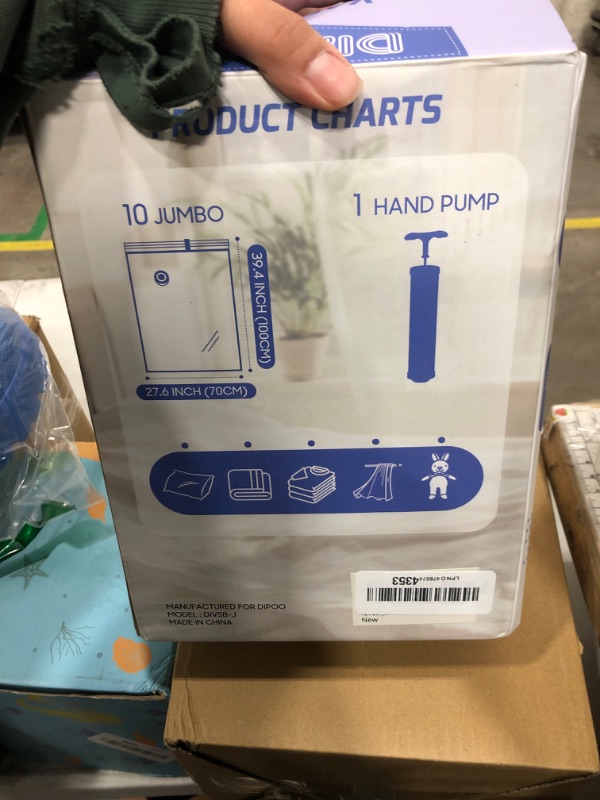 PRODUCT CHARTS
10 JUMBO
1 HAND PUMP
39.4 INCH (100CM)
27.6 INCH (70CM)
MANUFACTURED FOR DIPOO
MODEL: DIVSB-J
MADE IN CHINA
4353
New